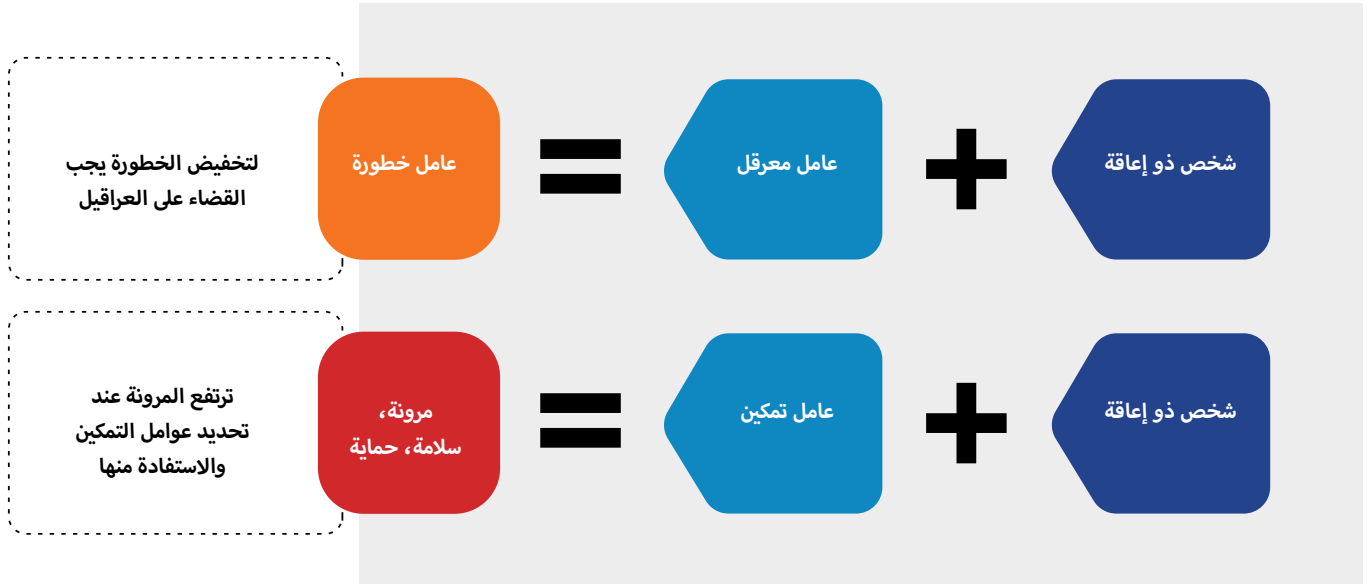 شخص ذو إعاقة
+
عامل معرقل
=
عامل خطورة
لتخفيض الخطورة يجب
القضاء على العراقيل
شخص ذو إعاقة
+
عامل تمكين
=
مرونة،
سلامة، حماية
ترتفع المرونة عند
تحديد عوامل التمكين
والاستفادة منها